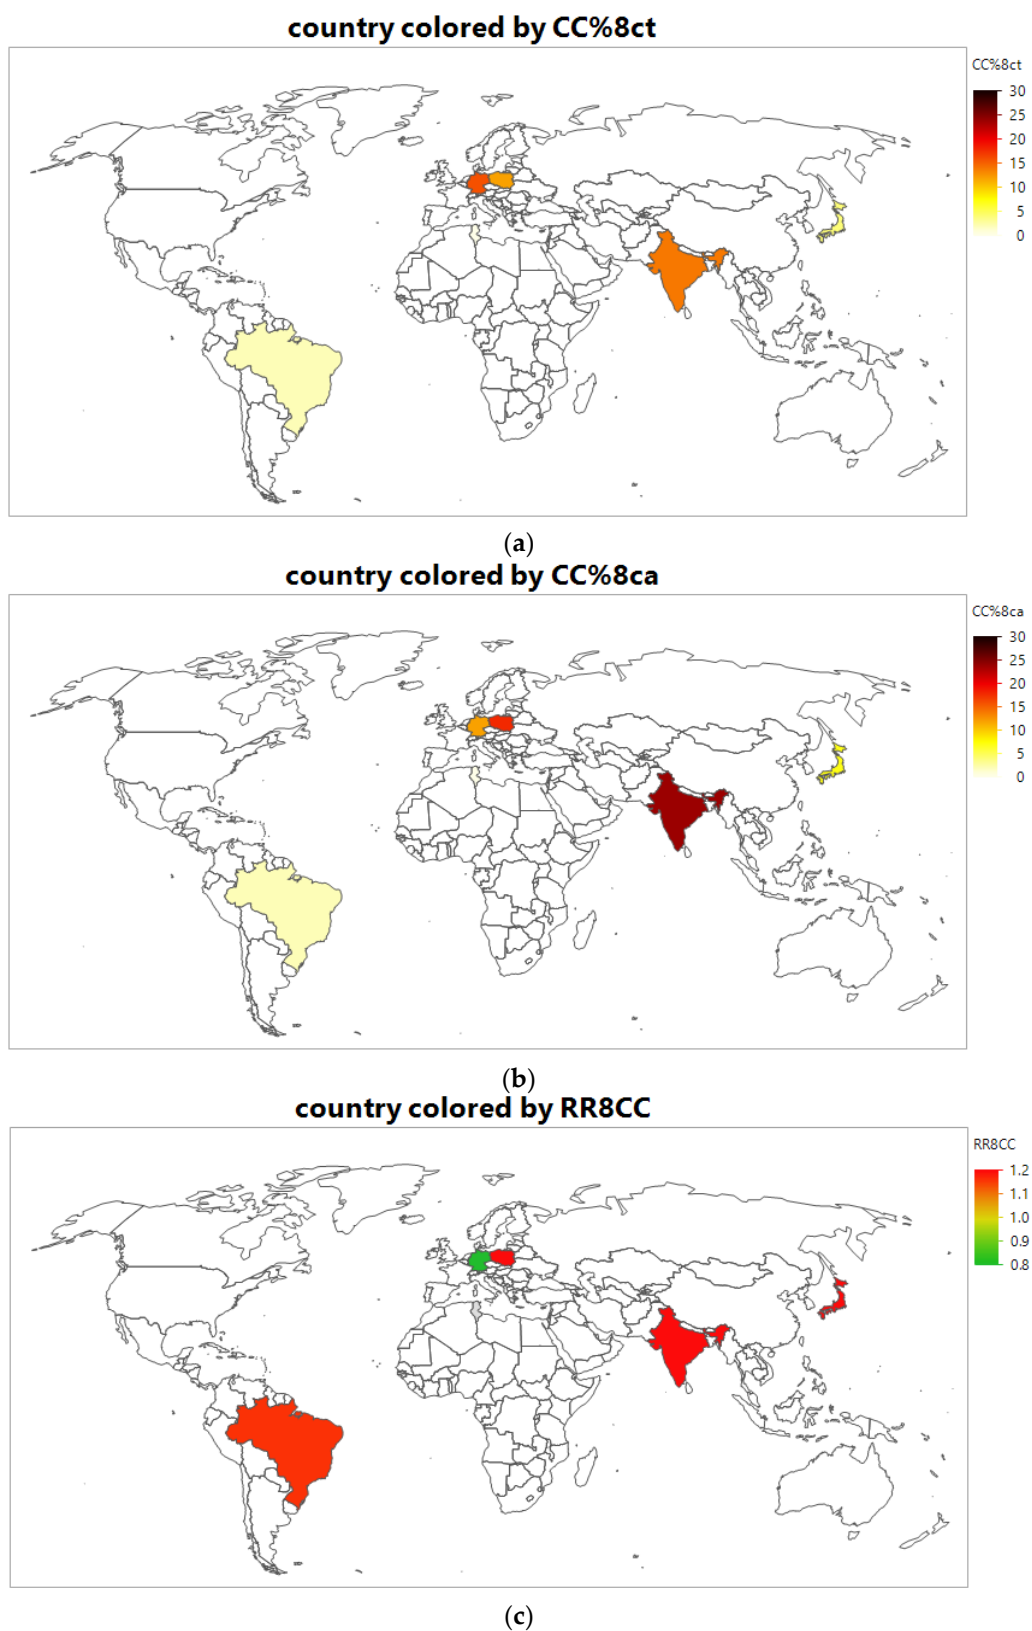 country colored by CC%8ct
CC%8ct
30
25
20
15
10
5
0
(a)
country colored by CC%8ca
CC%8ca
30
25
20
15
10
5
0
(b)
country colored by RR8CC
RR8CC
1.2
1.1
1.0
0.9
0.8
(c)